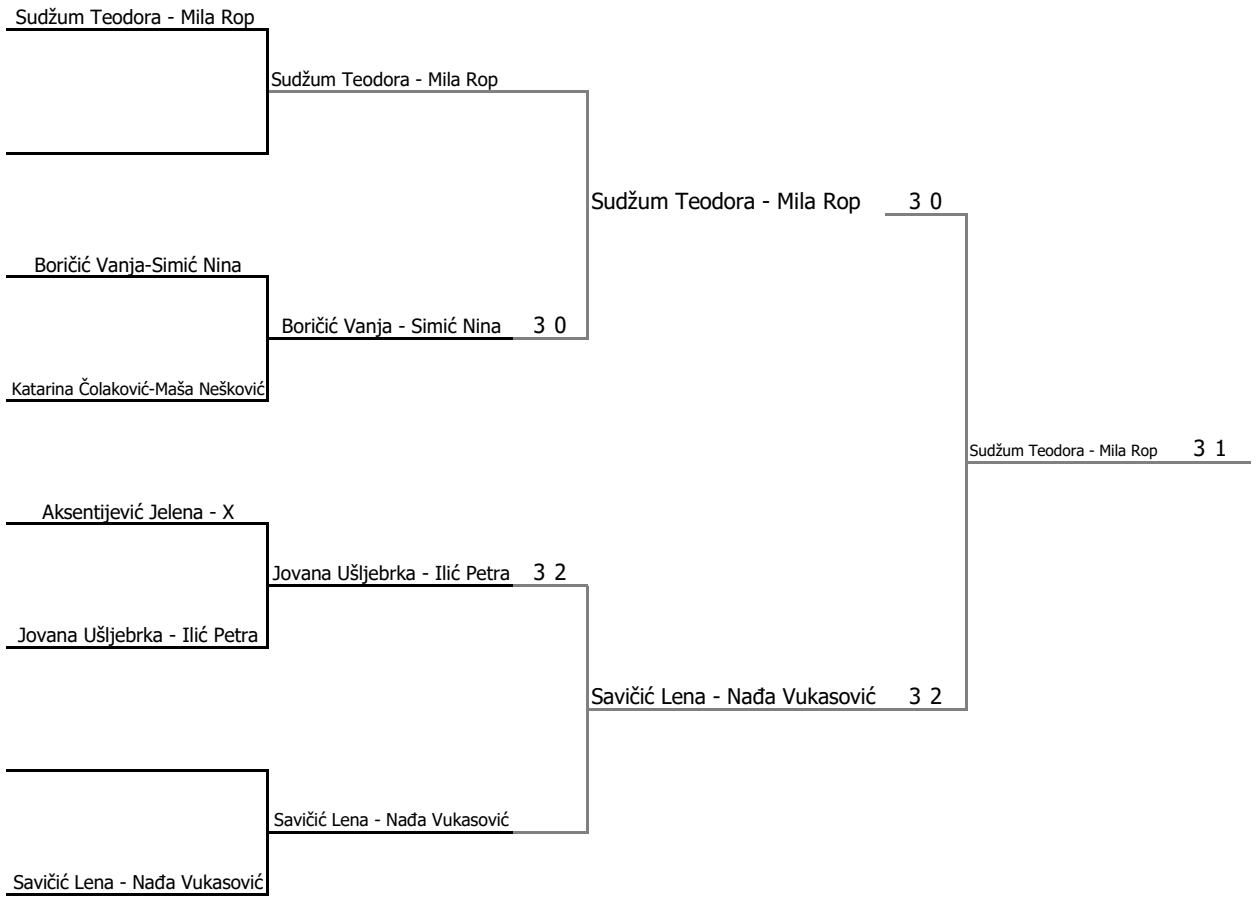 Sudžum Teodora - Mila Rop
Sudžum Teodora - Mila Rop
Sudžum Teodora - Mila Rop 3 0
Boričić Vanja-Simić Nina
Boričić Vanja - Simić Nina 3 0
Katarina Čolaković-Maša Nešković
Sudžum Teodora - Mila Rop 3 1
Aksentijević Jelena - X
Jovana Ušljebrka - Ilić Petra 3 2
Jovana Ušljebrka - Ilić Petra
Savičić Lena - Nađa Vukasović 3 2
Savičić Lena - Nađa Vukasović
Savičić Lena - Nađa Vukasović